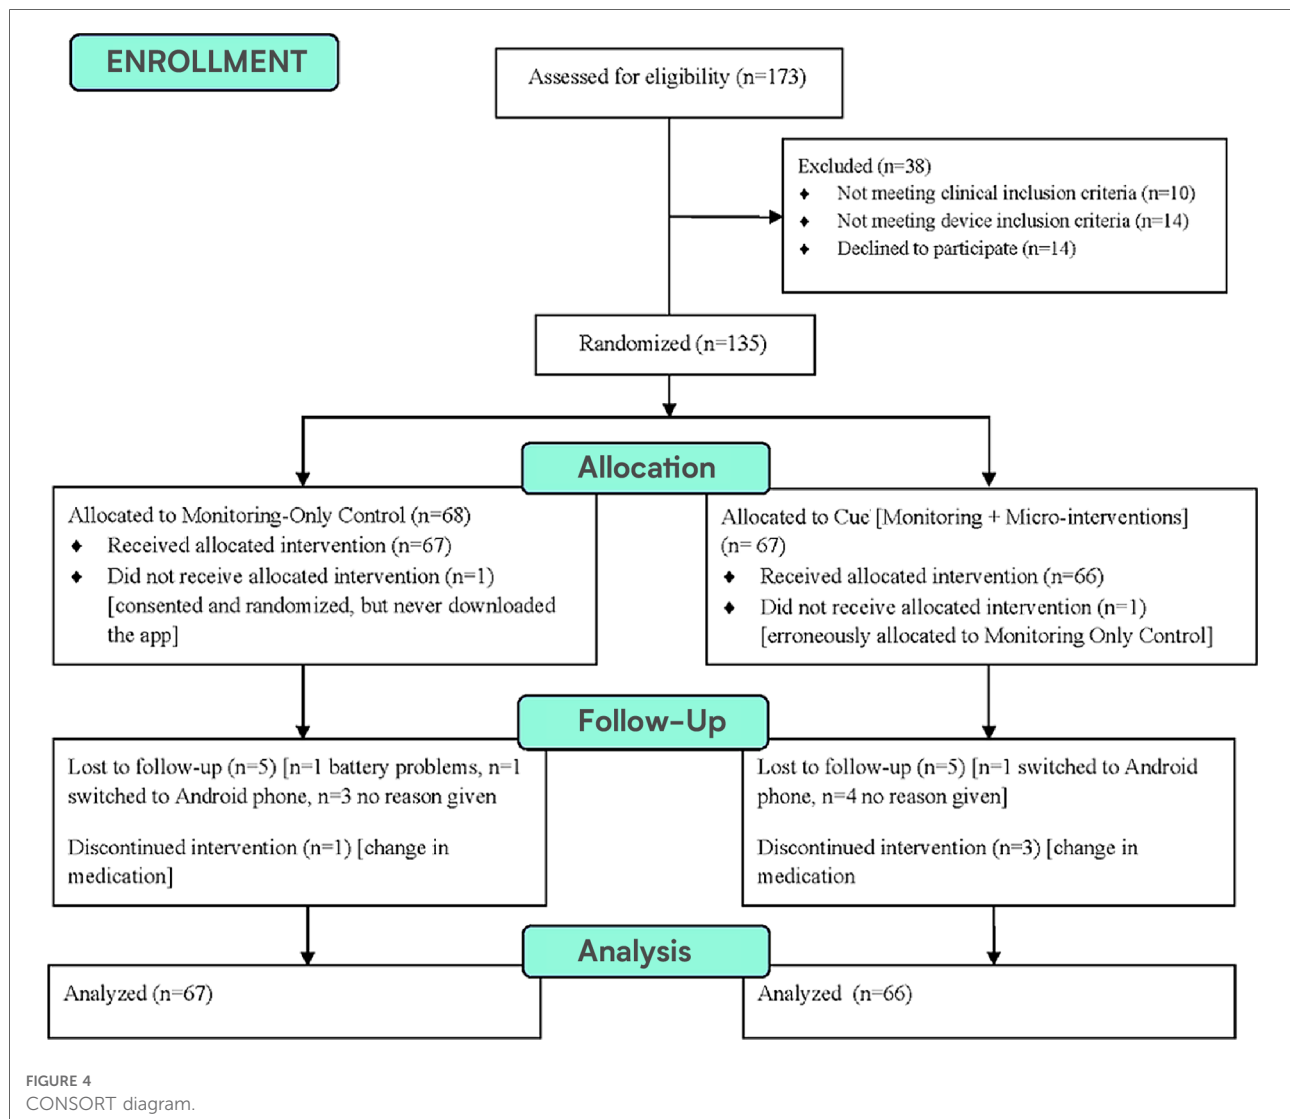 ENROLLMENT
Assessed for eligibility (n=173)
Excluded (n=38)
♦ Not meeting clinical inclusion criteria (n=10)
♦ Not meeting device inclusion criteria (n=14)
♦ Declined to participate (n=14)
Randomized (n=135)
Allocation
Allocated to Monitoring-Only Control (n=68)
♦ Received allocated intervention (n=67)
♦ Did not receive allocated intervention (n=1)
[consented and randomized, but never downloaded
the app]
Allocated to Cue [Monitoring + Micro-interventions]
(n= 67)
♦ Received allocated intervention (n=66)
♦ Did not receive allocated intervention (n=1)
[erroneously allocated to Monitoring Only Control]
Follow-Up
Lost to follow-up (n=5) [n=1 battery problems, n=1
switched to Android phone, n=3 no reason given
Discontinued intervention (n=1) [change in
medication]
Lost to follow-up (n=5) [n=1 switched to Android
phone, n=4 no reason given]
Discontinued intervention (n=3) [change in
medication
Analysis
Analyzed (n=67)
Analyzed (n=66)
FIGURE 4
CONSORT diagram.